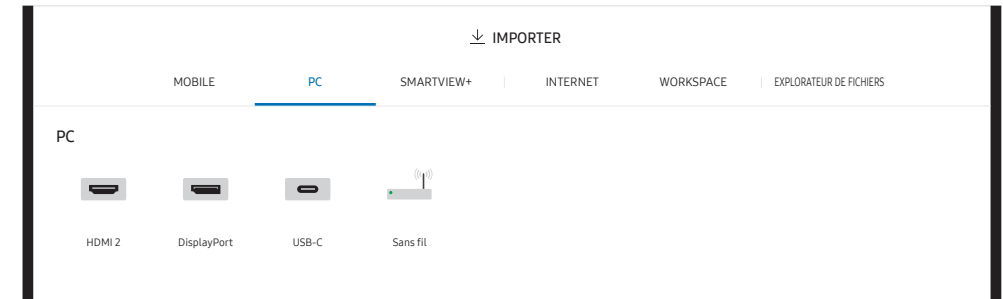 IMPORTER
MOBILE PC SMARTVIEW+ INTERNET WORKSPACE EXPLORATEUR DE FICHIERS
PC
HDMI 2 DisplayPort USB-C Sans fil